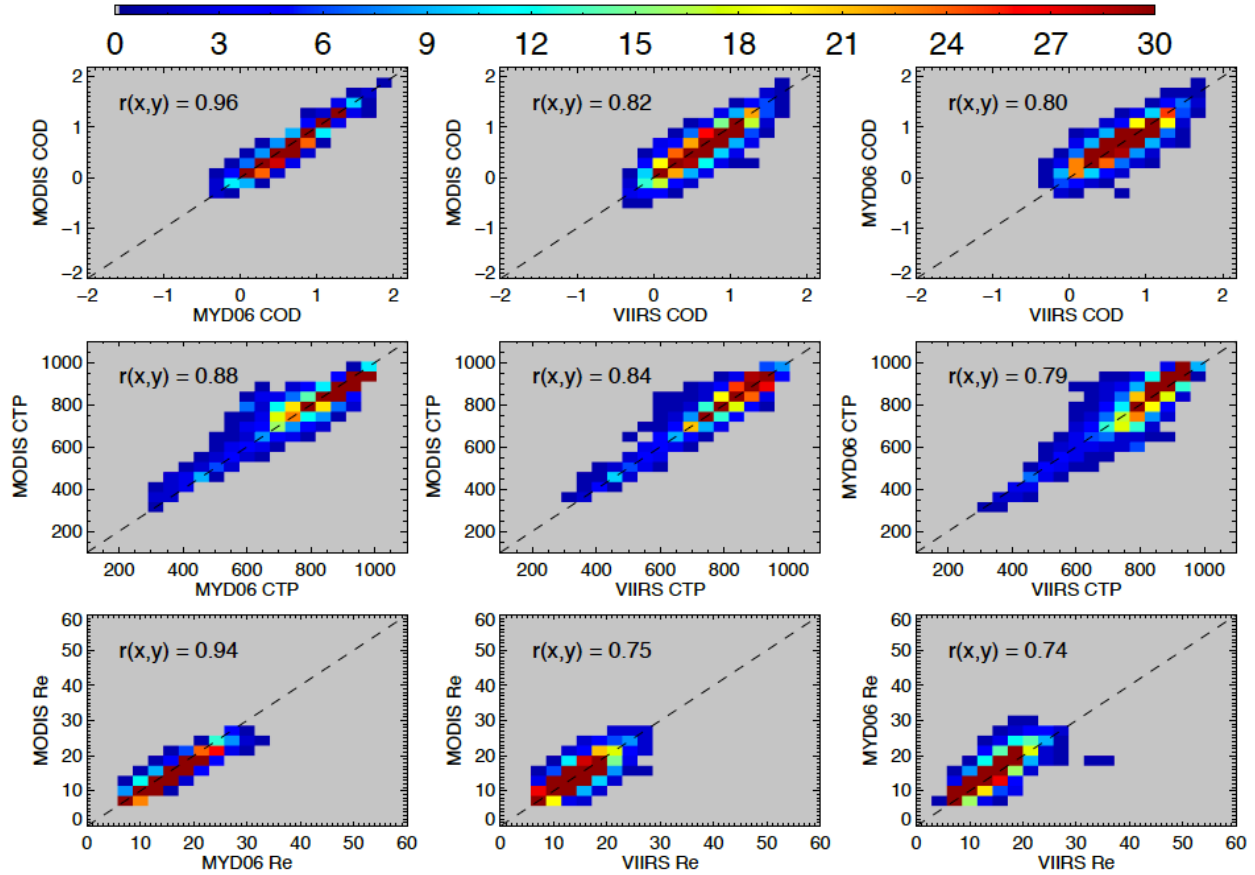 0 3 6 9 12 15 18 21 24 27 30
2
1
0
−1
−2
MODIS COD
r(x,y) = 0.96
−2 −1 0 1 2
MYD06 COD
2
1
0
−1
−2
MODIS COD
r(x,y) = 0.82
−2 −1 0 1 2
VIIRS COD
2
1
0
−1
−2
MYD06 COD
r(x,y) = 0.80
−2 −1 0 1 2
VIIRS COD
1000
800
600
400
200
MODIS CTP
r(x,y) = 0.88
200 400 600 800 1000
MYD06 CTP
1000
800
600
400
200
MODIS CTP
r(x,y) = 0.84
200 400 600 800 1000
VIIRS CTP
1000
800
600
400
200
MYD06 CTP
r(x,y) = 0.79
200 400 600 800 1000
VIIRS CTP
60
50
40
30
20
10
0
MODIS Re
r(x,y) = 0.94
0 10 20 30 40 50 60
MYD06 Re
60
50
40
30
20
10
0
MODIS Re
r(x,y) = 0.75
0 10 20 30 40 50 60
VIIRS Re
60
50
40
30
20
10
0
MYD06 Re
r(x,y) = 0.74
0 10 20 30 40 50 60
VIIRS Re